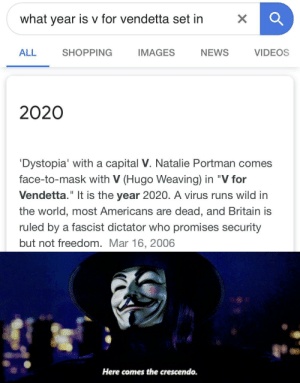 what year is v for vendetta set in
ALL SHOPPING IMAGES NEWS VIDEOS
2020
'Dystopia' with a capital V. Natalie Portman comes
face-to-mask with V (Hugo Weaving) in "V for
Vendetta." It is the year 2020. A virus runs wild in
the world, most Americans are dead, and Britain is
ruled by a fascist dictator who promises security
but not freedom. Mar 16, 2006
Here comes the crescendo.